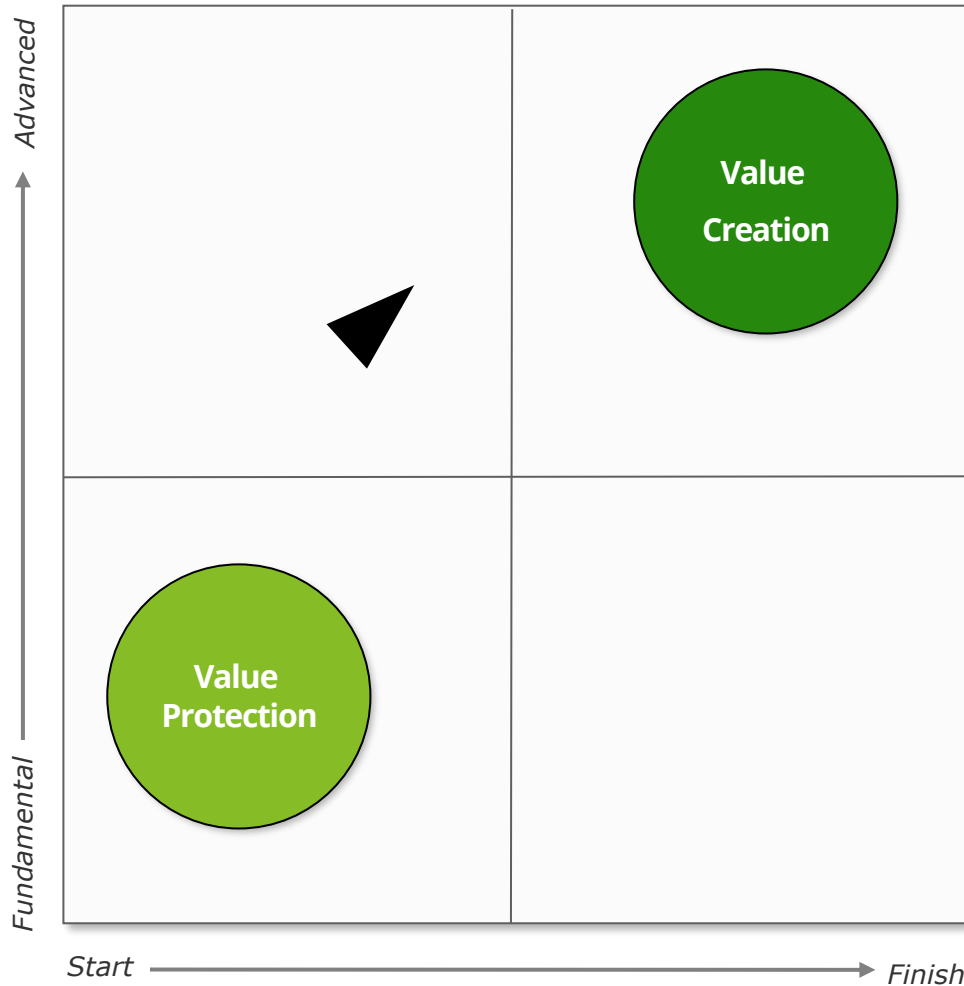 Advanced
Value
Creation
Value
Protection
Fundamental
Start
Finish